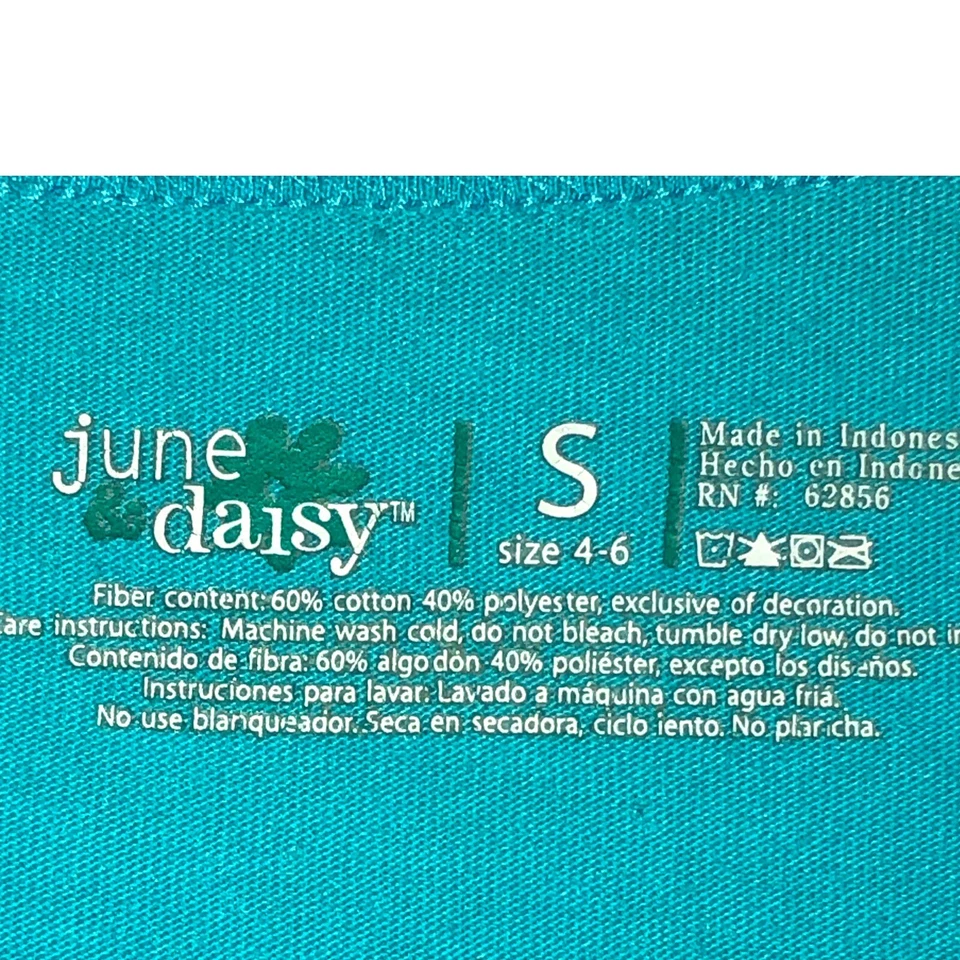 june
& daisy™
S
size 4-6
Made in Indones
Hecho en Indone
RN #: 62856
Fiber content: 60% cotton 40% polyester, exclusive of decoration.
are instructions: Machine wash cold, do not bleach, tumble dry low, do not ir
Contenido de fibra: 60% algodón 40% poliéster, excepto los diseños.
Instruciones para lavar: Lavado a máquina con agua friá.
No use blanqueador. Seca en secadora, ciclo lento. No plancha.